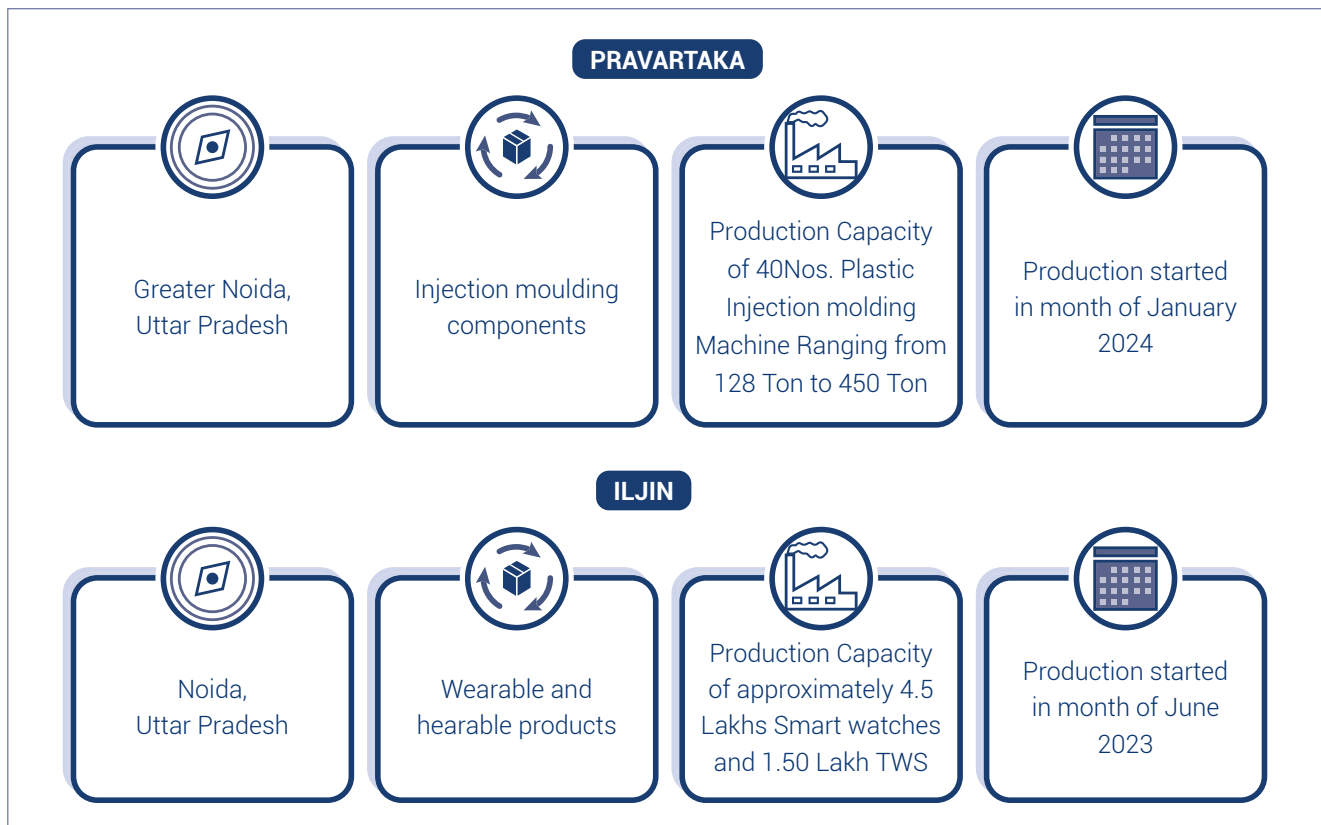 PRAVARTAKA
Greater Noida,
Uttar Pradesh
Injection moulding
components
Production Capacity
of 40Nos. Plastic
Injection molding
Machine Ranging from
128 Ton to 450 Ton
Production started
in month of January
2024
ILJIN
Noida,
Uttar Pradesh
Wearable and
hearable products
Production Capacity
of approximately 4.5
Lakhs Smart watches
and 1.50 Lakh TWS
Production started
in month of June
2023